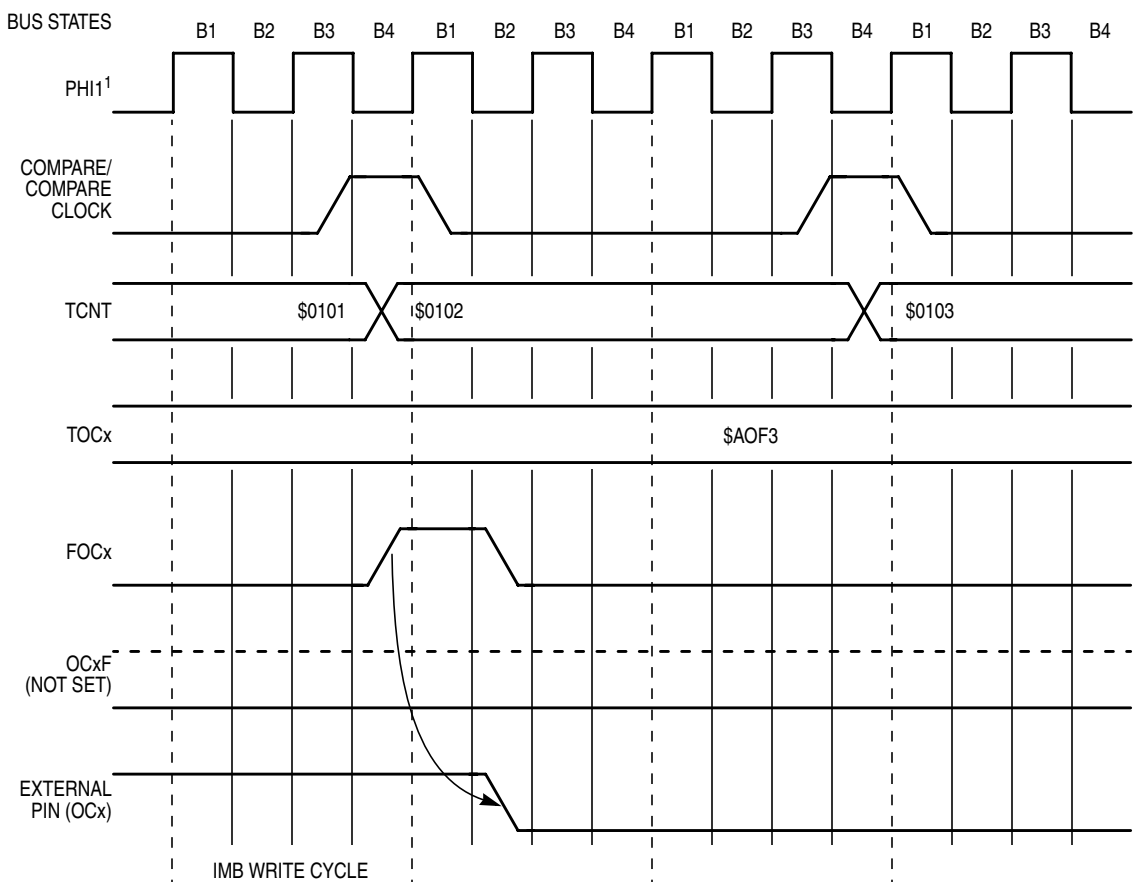 BUS STATES
B1 B2 B3 B4 B1 B2 B3 B4 B1 B2 B3 B4 B1 B2 B3 B4
PHI1¹
COMPARE/
COMPARE
CLOCK
TCNT
$0101 $0102 $0103
TOCx
$AOF3
FOCx
OCxF
(NOT SET)
EXTERNAL
PIN (OCx)
IMB WRITE CYCLE